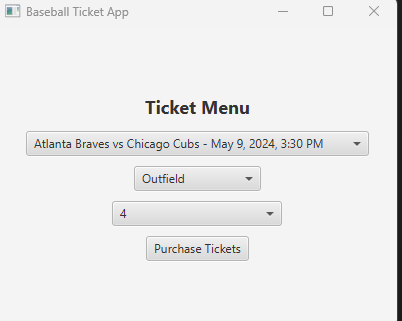 Baseball Ticket App
Ticket Menu
Atlanta Braves vs Chicago Cubs - May 9, 2024, 3:30 PM
Outfield
4
Purchase Tickets